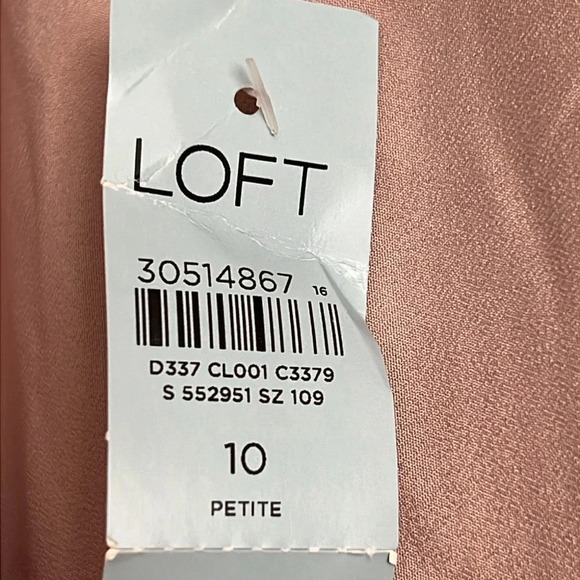 LOFT
30514867 16
D337 CL001 C3379
S 552951 SZ 109
10
PETITE